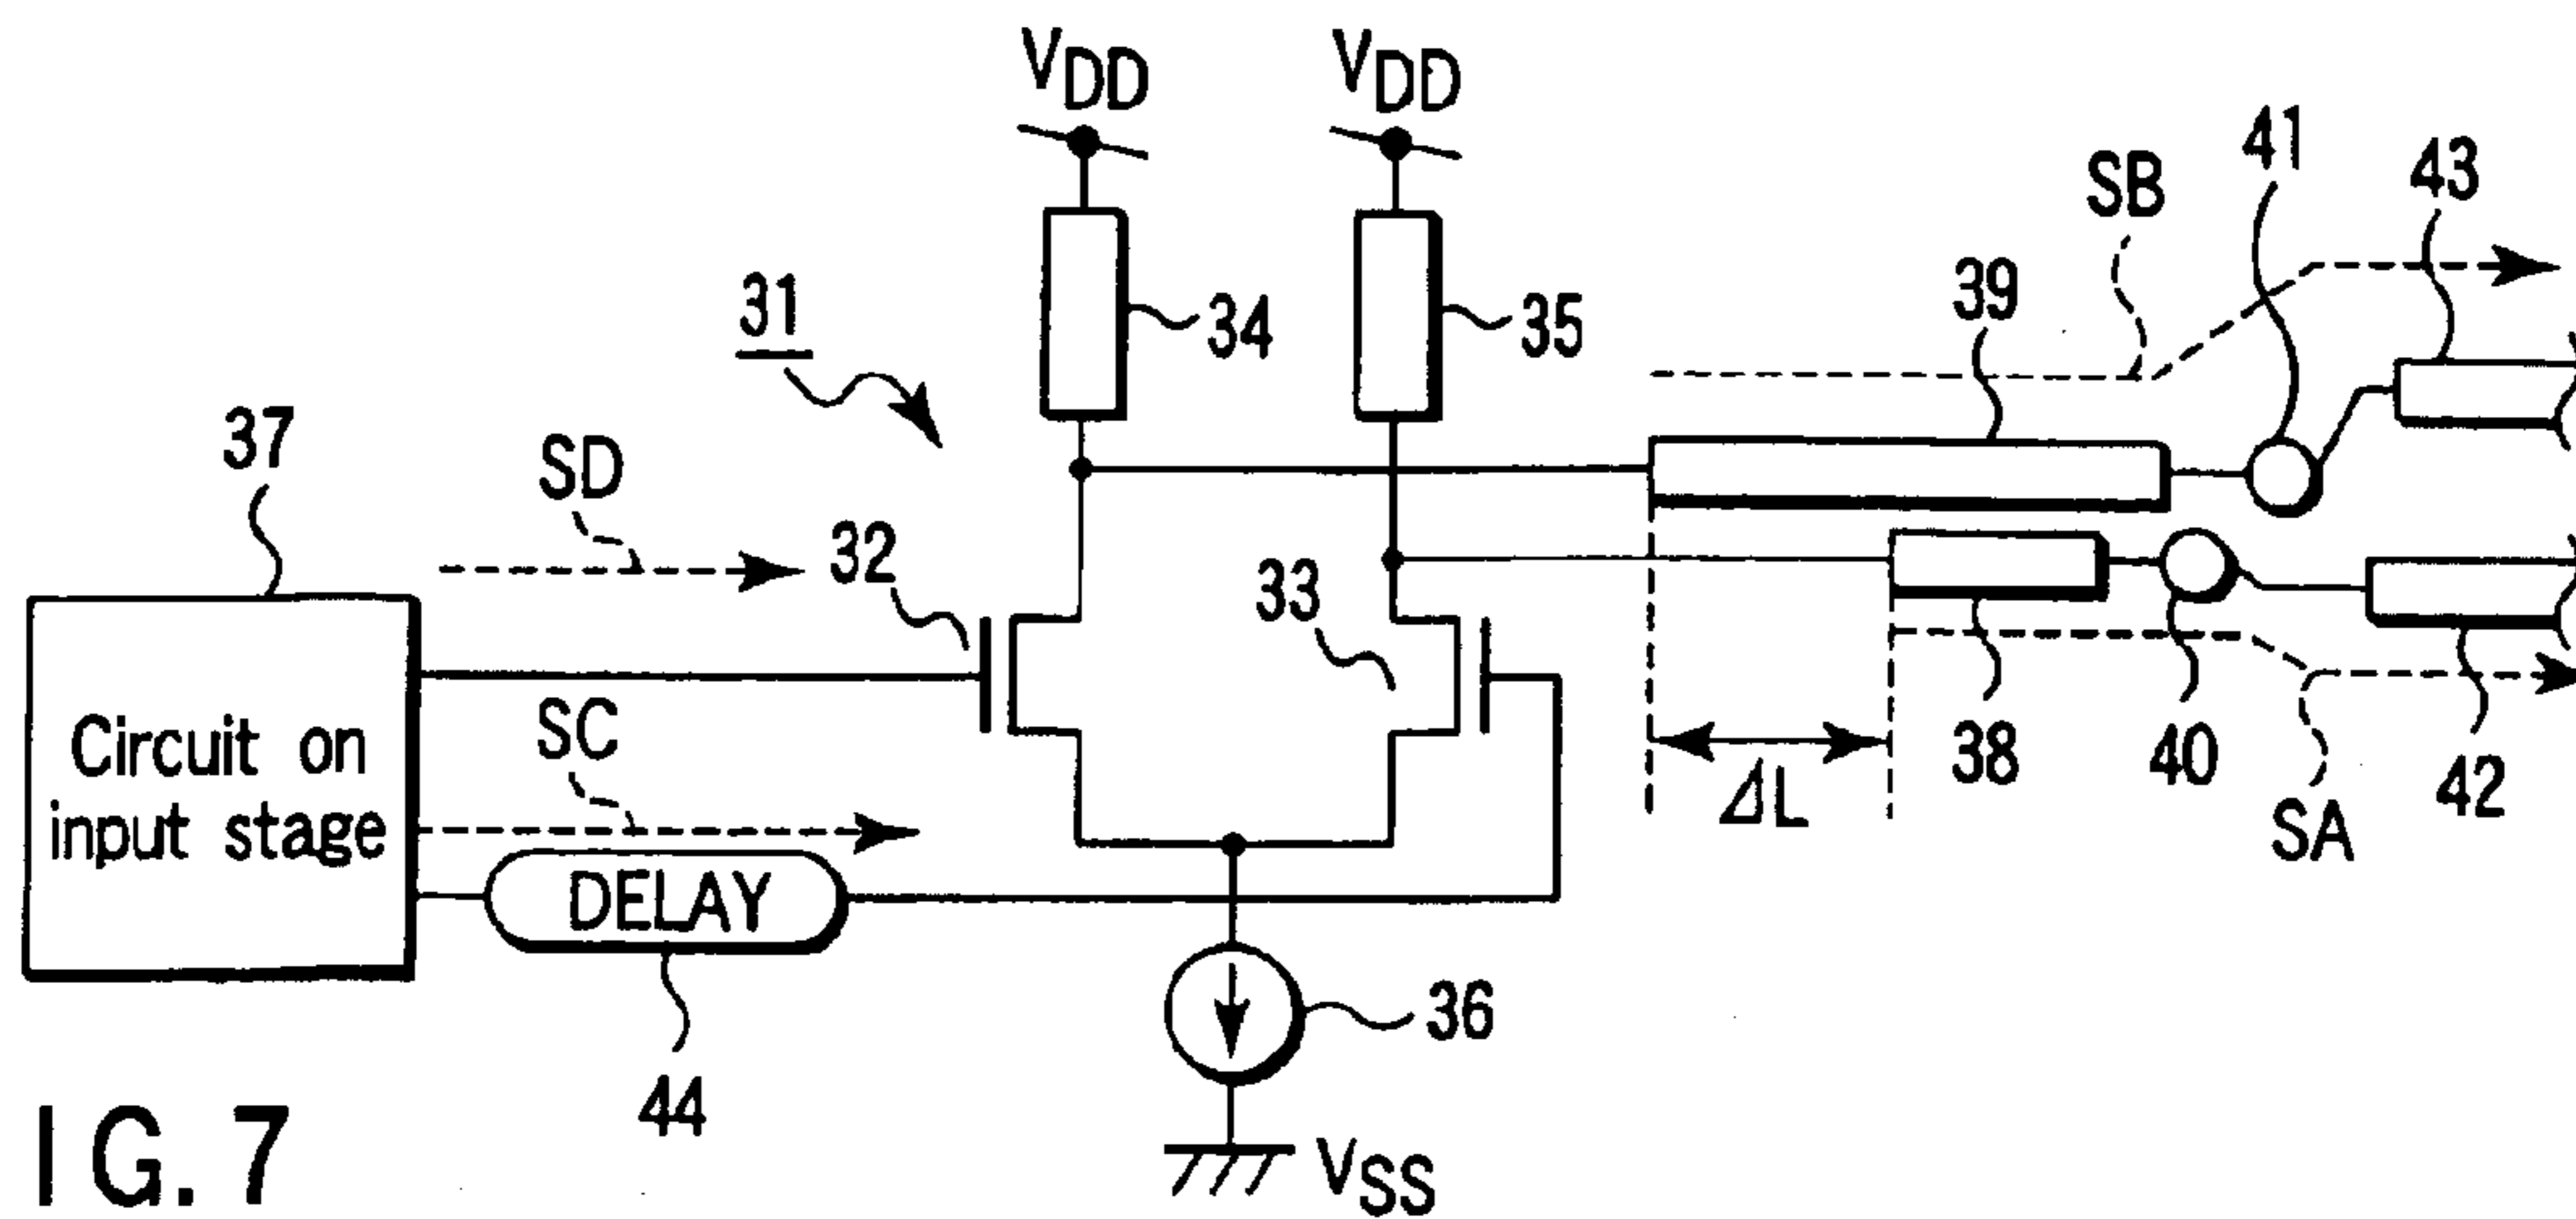 VDD
VDD
41
SB
43
31
39
34
35
37
SD
32
33
SC
Circuit on
input stage
ΔL
38
40
42
SA
DELAY
36
44
VSS
IG. 7